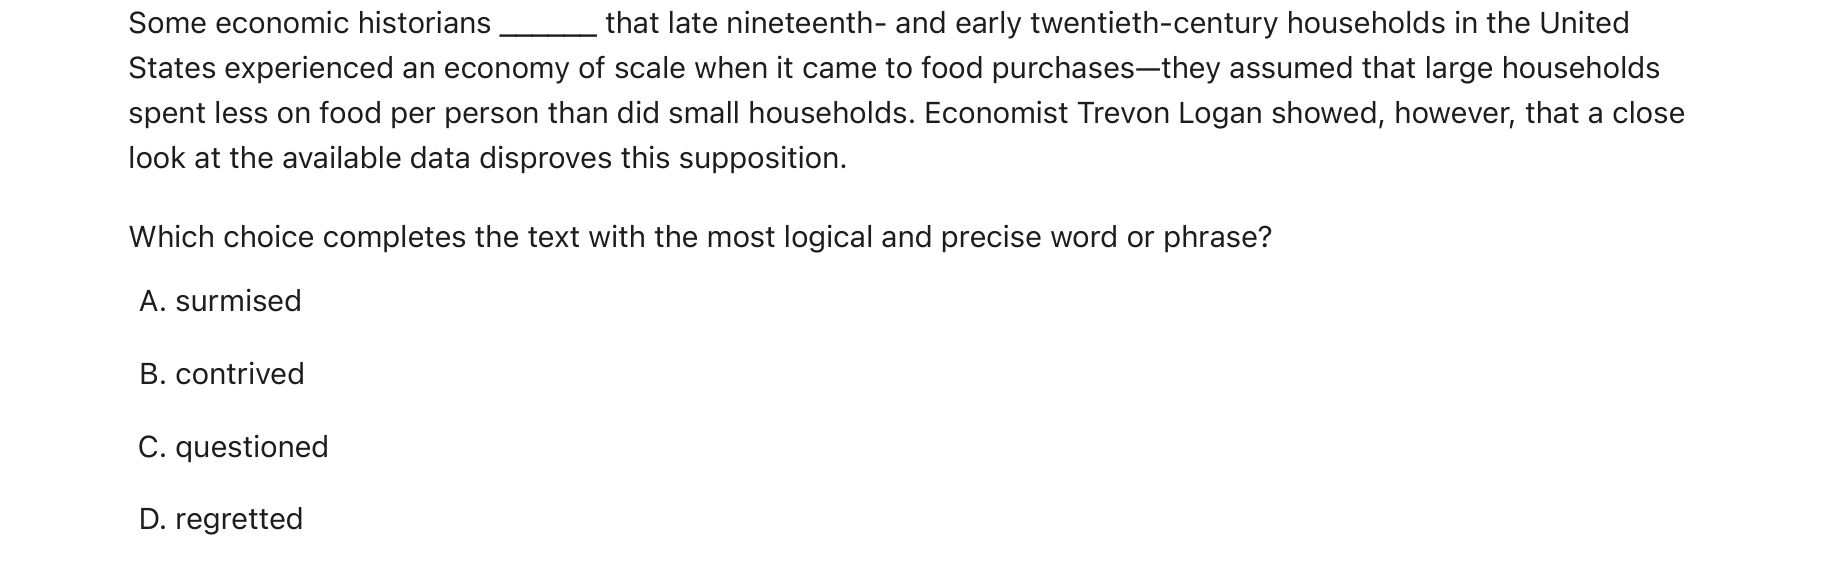 Some economic historians ______ that late nineteenth- and early twentieth-century households in the United
States experienced an economy of scale when it came to food purchases—they assumed that large households
spent less on food per person than did small households. Economist Trevon Logan showed, however, that a close
look at the available data disproves this supposition.
Which choice completes the text with the most logical and precise word or phrase?
A. surmised
B. contrived
C. questioned
D. regretted